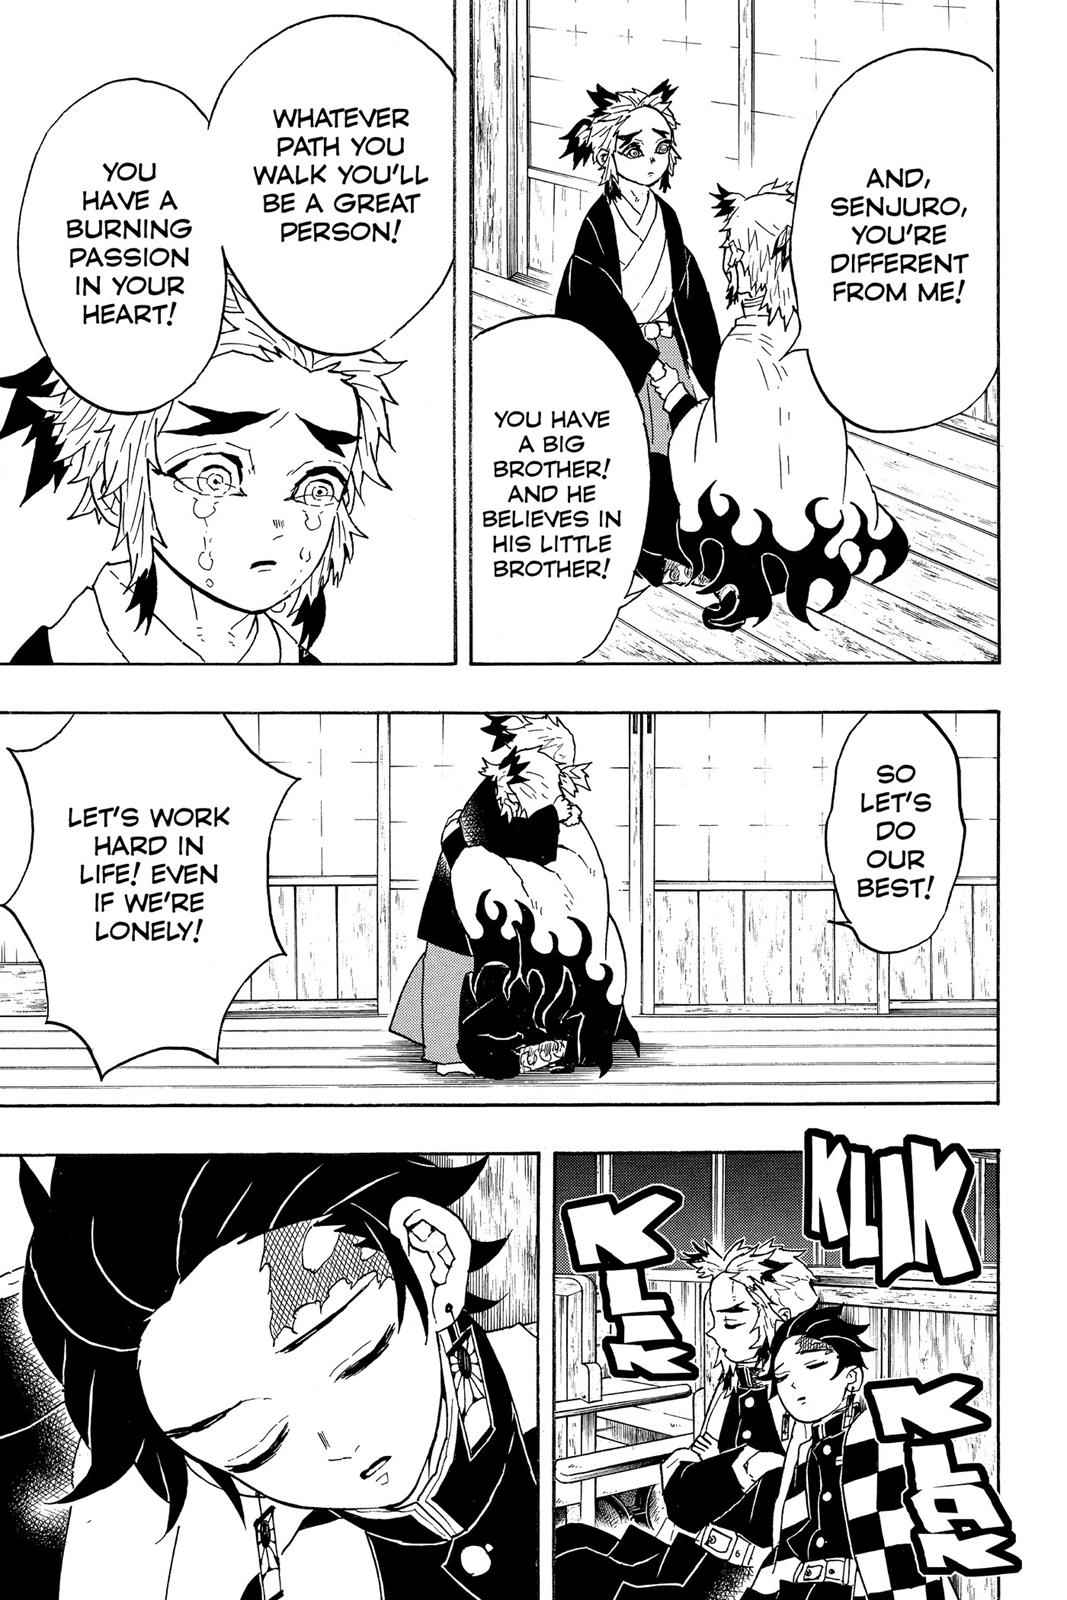 AND,
SENJURO,
YOU'RE
DIFFERENT
FROM ME!
YOU HAVE
A BIG
BROTHER!
AND HE
BELIEVES IN
HIS LITTLE
BROTHER!
WHATEVER
PATH YOU
WALK YOU'LL
BE A GREAT
PERSON!
YOU
HAVE A
BURNING
PASSION
IN YOUR
HEART!
SO
LET'S
DO
OUR
BEST!
LET'S WORK
HARD IN
LIFE! EVEN
IF WE'RE
LONELY!
KLIK
KLIK
KLAK